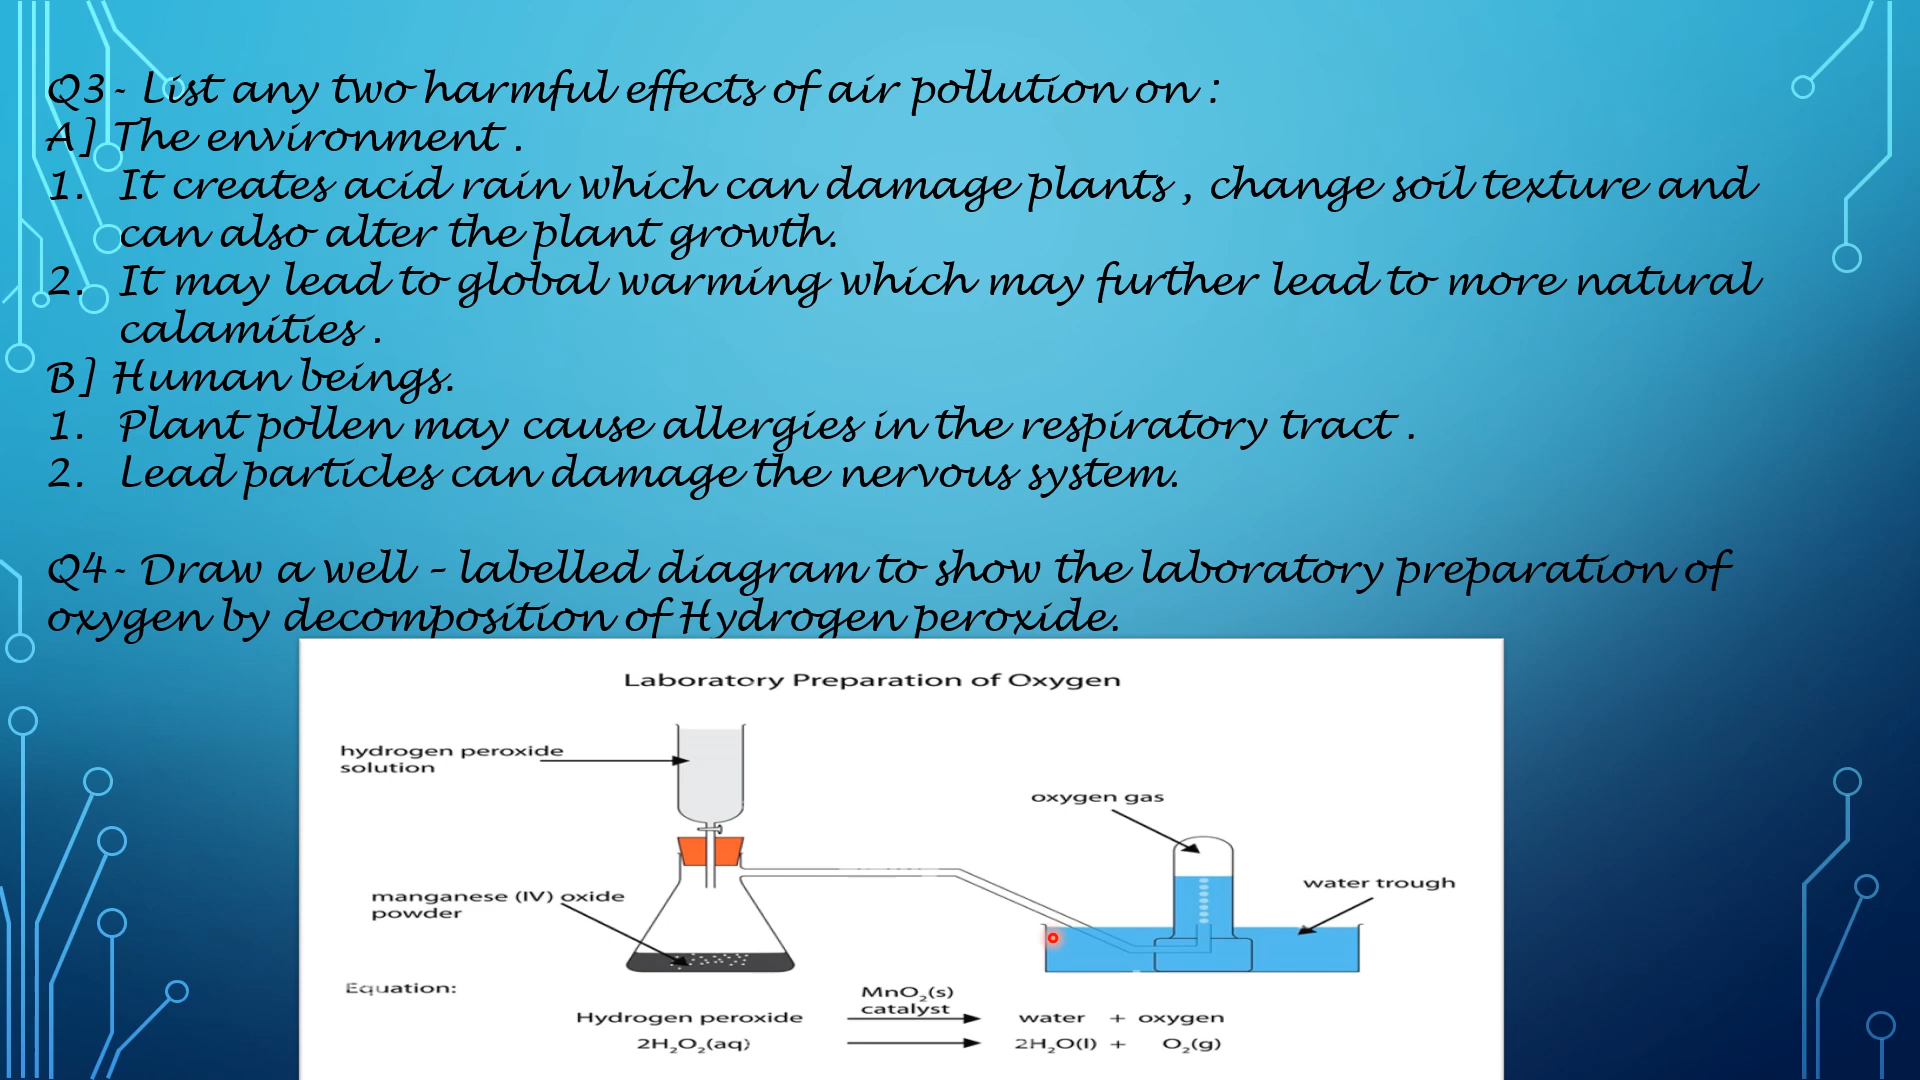 Q3- List any two harmful effects of air pollution on :
A] The environment .
1. It creates acid rain which can damage plants , change soil texture and
can also alter the plant growth.
2. It may lead to global warming which may further lead to more natural
calamities .
B] Human beings.
1. Plant pollen may cause allergies in the respiratory tract .
2. Lead particles can damage the nervous system.
Q4- Draw a well – labelled diagram to show the laboratory preparation of
oxygen by decomposition of Hydrogen peroxide.
Laboratory Preparation of Oxygen
hydrogen peroxide
solution
oxygen gas
water trough
manganese (IV) oxide
powder
Equation:
MnO₂(s)
catalyst
Hydrogen peroxide water + oxygen
2H₂O₂(aq) 2H₂O(l) + O₂(g)